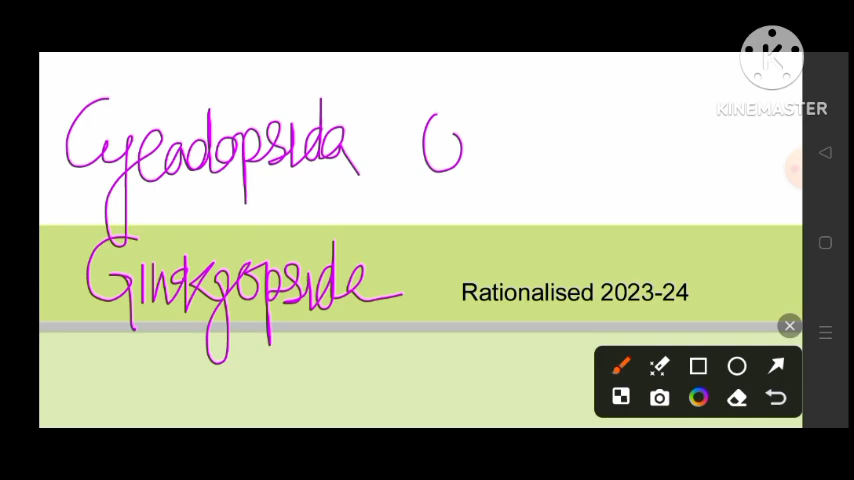 KINEMASTER
Cycadopsida
Ginkgopside
Rationalised 2023-24